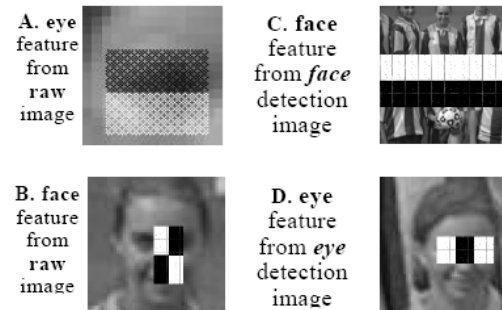 A. eye
feature
from
raw
image
C. face
feature
from face
detection
image
B. face
feature
from
raw
image
D. eye
feature
from eye
detection
image